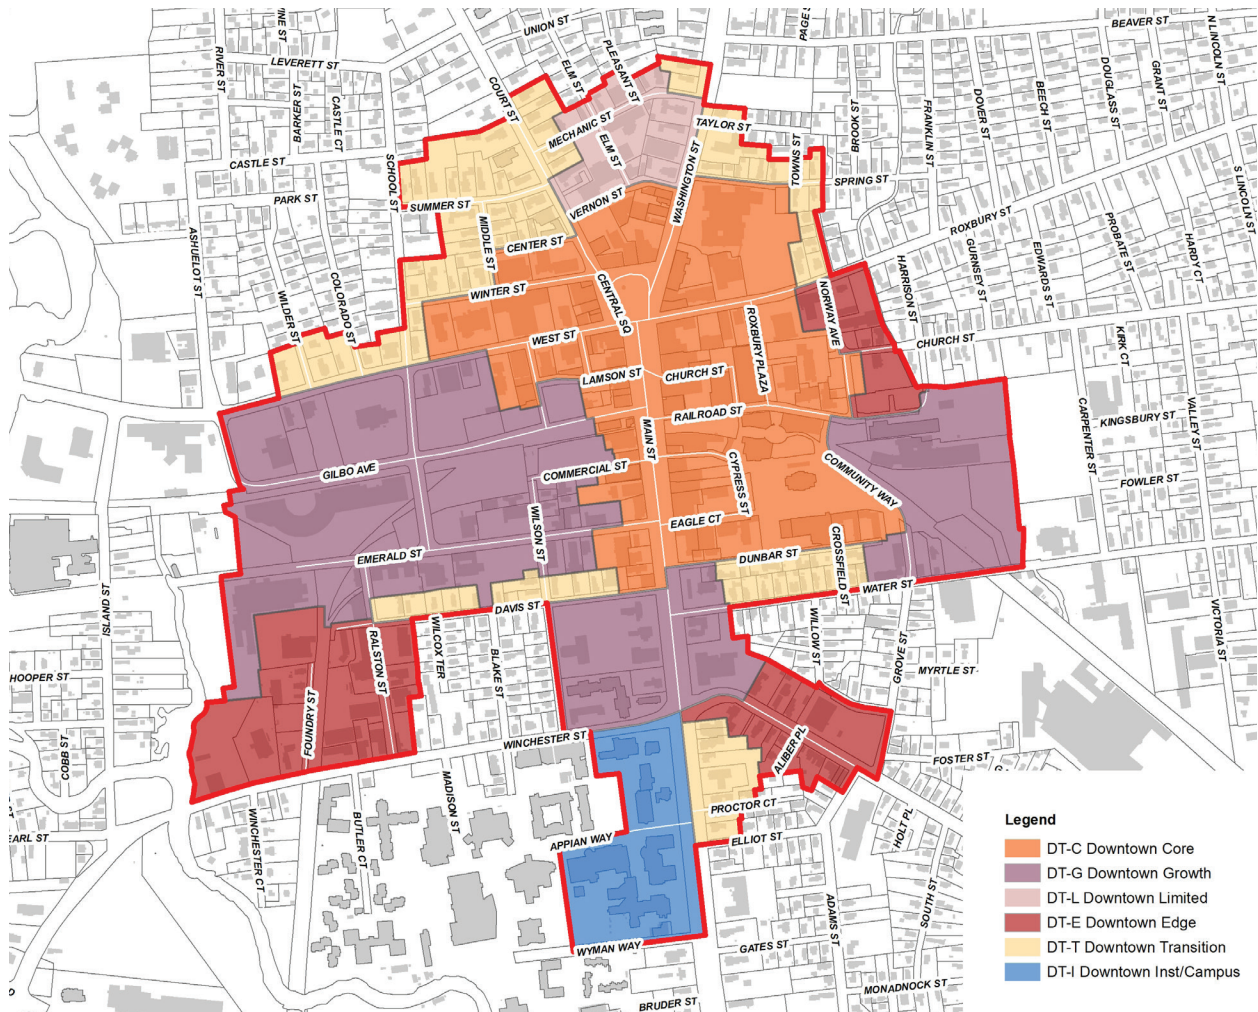 UNION ST
BEAVER ST
N LINCOLN ST
RIVER ST
LEVERETT ST
ELM ST
PLEASANT ST
DOUGLASS ST
GRANT ST
COURT ST
BARKER ST
CASTLE CT
MECHANIC ST
TAYLOR ST
BROOK ST
FRANKLIN ST
DOVER ST
BEECH ST
CASTLE ST
SCHOOL ST
ELM ST
WASHINGTON ST
TOWNS ST
SPRING ST
S LINCOLN ST
PARK ST
SUMMER ST
VERNON ST
ROXBURY ST
PROBATE ST
ASHUELOT ST
MIDDLE ST
CENTER ST
GURNSEY ST
EDWARDS ST
HARDY CT
WILDER ST
COLORADO ST
WINTER ST
CENTRAL SQ
NORWAY AVE
HARRISON ST
WEST ST
ROXBURY PLAZA
CHURCH ST
KIRK CT
LAMSON ST
CHURCH ST
RAILROAD ST
MAIN ST
CARPENTER ST
KINGSBURY ST
VALLEY ST
GILBO AVE
COMMERCIAL ST
CYPRESS ST
COMMUNITY WAY
FOWLER ST
WILSON ST
EAGLE CT
EMERALD ST
DUNBAR ST
CROSSFIELD ST
WATER ST
ISLAND ST
DAVIS ST
VICTORIA ST
RALSTON ST
WILCOX TER
BLAKE ST
WILLOW ST
GROVE ST
MYRTLE ST
HOOPER ST
FOUNDRY ST
WINCHESTER ST
ALIBER PL
FOSTER ST
COBB ST
MADISON ST
PROCTOR CT
EARL ST
WINCHESTER CT
BUTLER CT
APPIAN WAY
ELLIOT ST
HOLT PL
SOUTH ST
ADAMS ST
WYMAN WAY
GATES ST
MONADNOCK ST
BRUDER ST
Legend
DT-C Downtown Core
DT-G Downtown Growth
DT-L Downtown Limited
DT-E Downtown Edge
DT-T Downtown Transition
DT-I Downtown Inst/Campus